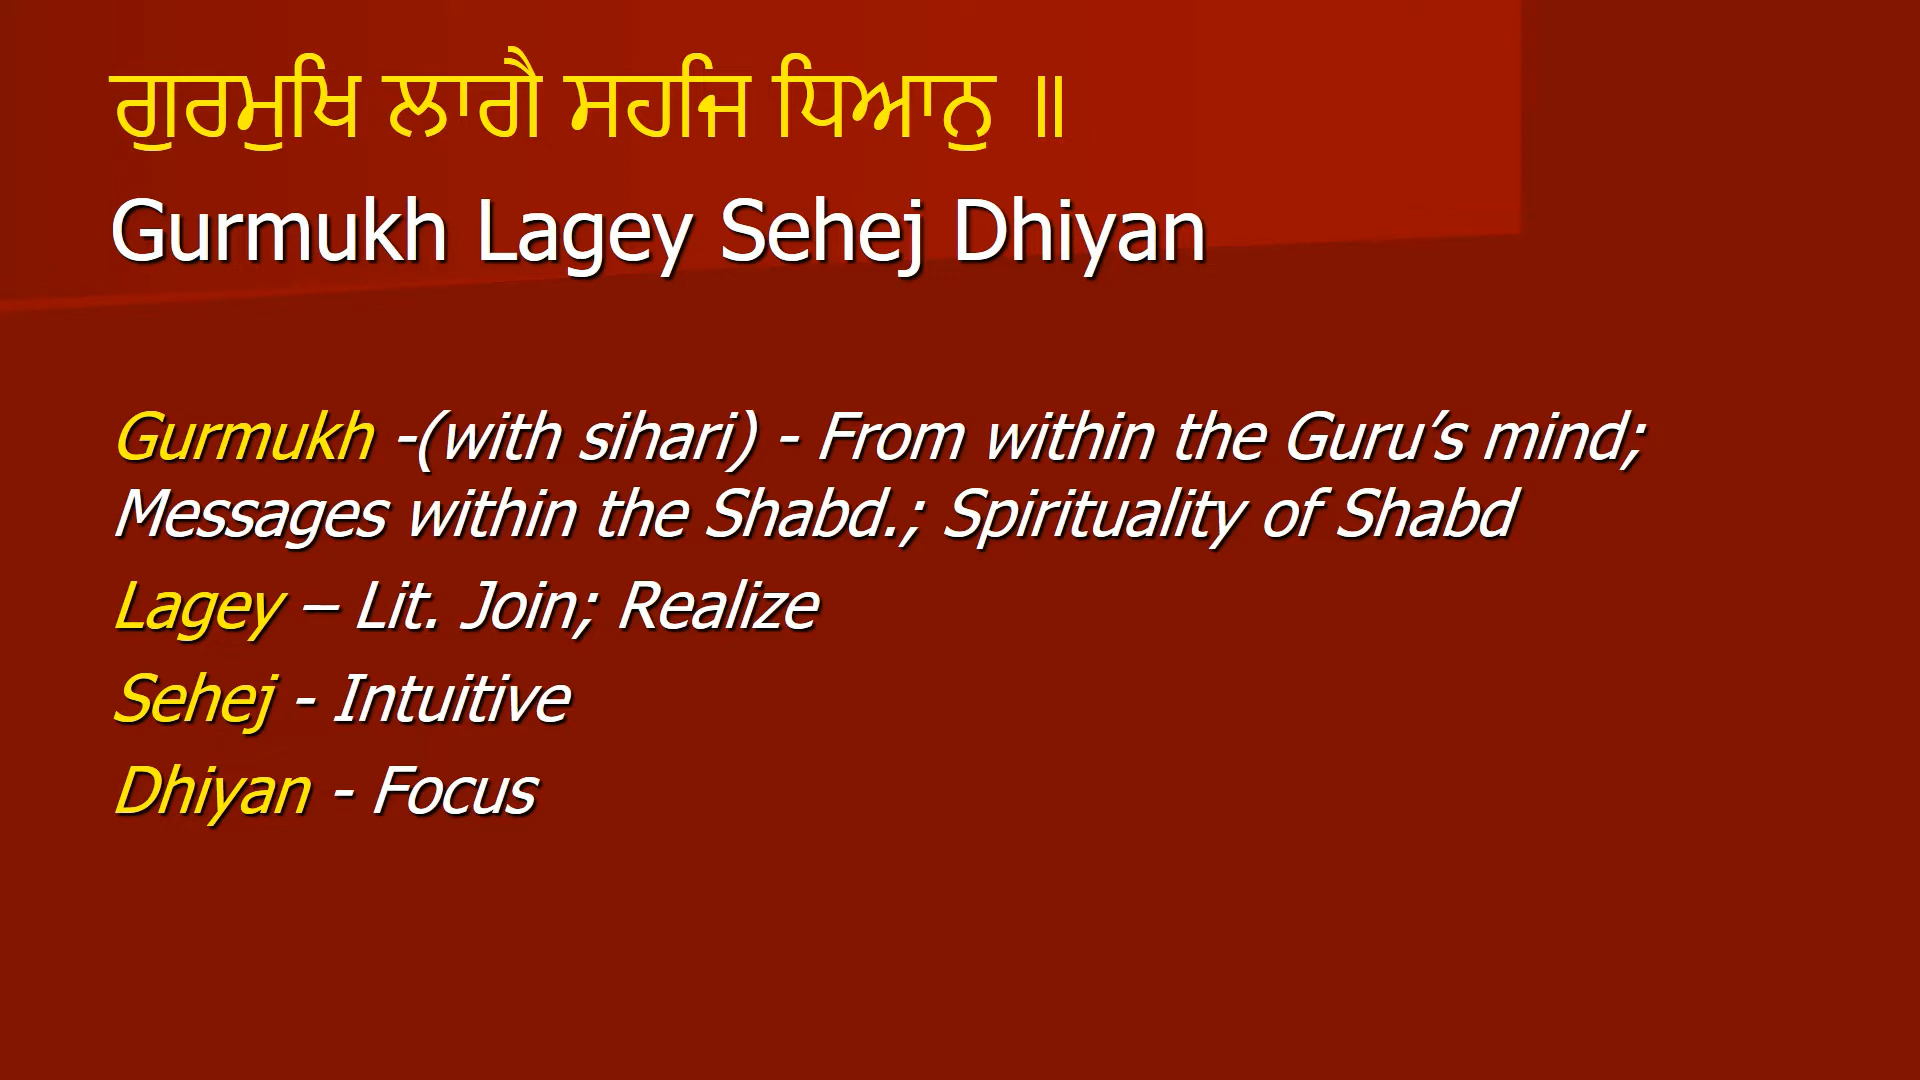 ਗੁਰਮੁਖਿ ਲਾਗੈ ਸਹਜਿ ਧਿਆਨੁ ॥
Gurmukh Lagey Sehej Dhiyan
Gurmukh -(with sihari) - From within the Guru’s mind;
Messages within the Shabd.; Spirituality of Shabd
Lagey – Lit. Join; Realize
Sehej - Intuitive
Dhiyan - Focus